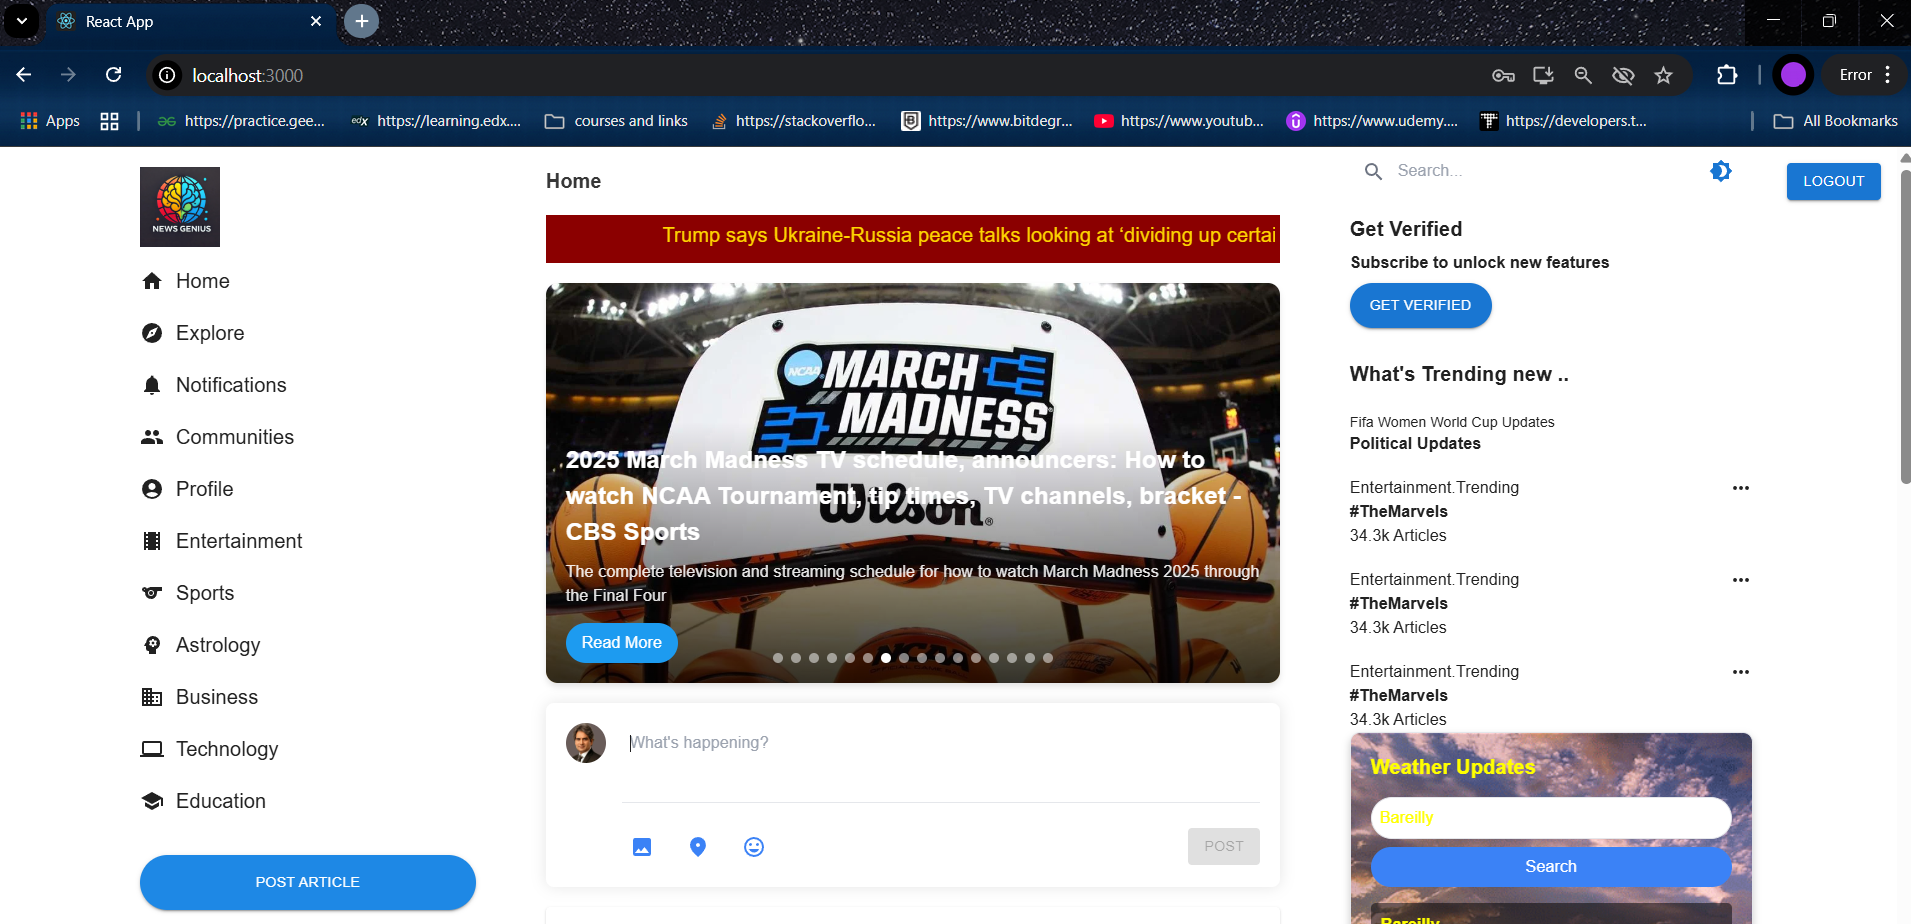 React App
localhost:3000
Error
Apps
https://practice.gee...
edx
https://learning.edx....
courses and links
https://stackoverflo...
https://www.bitdegr...
https://www.youtub...
https://www.udemy....
https://developers.t...
All Bookmarks
NEWS GENIUS
Home
Explore
Notifications
Communities
Profile
Entertainment
Sports
Astrology
Business
Technology
Education
POST ARTICLE
Home
Trump says Ukraine-Russia peace talks looking at ‘dividing up certai
NCAA
MARCH
MADNESS
Wilson
2025 March Madness TV schedule, announcers: How to
watch NCAA Tournament, tip times, TV channels, bracket -
CBS Sports
The complete television and streaming schedule for how to watch March Madness 2025 through
the Final Four
Read More
NCAA
What's happening?
POST
Search...
LOGOUT
Get Verified
Subscribe to unlock new features
GET VERIFIED
What's Trending new ..
Fifa Women World Cup Updates
Political Updates
Entertainment.Trending
#TheMarvels
34.3k Articles
Entertainment.Trending
#TheMarvels
34.3k Articles
Entertainment.Trending
#TheMarvels
34.3k Articles
Weather Updates
Bareilly
Search
Bareilly